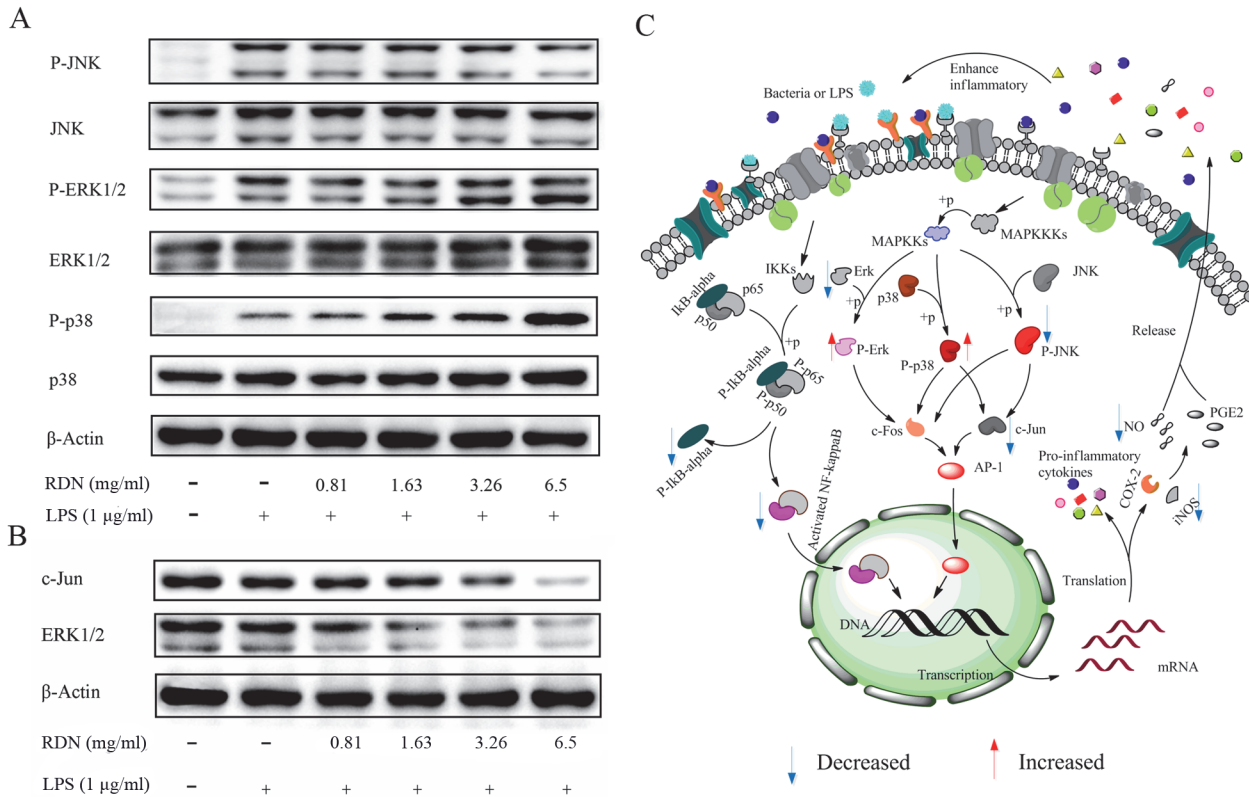 A
P-JNK
JNK
P-ERK1/2
ERK1/2
P-p38
p38
β-Actin
RDN (mg/ml) – – 0.81 1.63 3.26 6.5
LPS (1 μg/ml) – + + + + +
B
c-Jun
ERK1/2
β-Actin
RDN (mg/ml) – – 0.81 1.63 3.26 6.5
LPS (1 μg/ml) – + + + + +
C
Enhance
inflammatory
Bacteria or LPS
+p
MAPKKs
MAPKKKs
IKKs
Erk
JNK
IkB-alpha
p65
p50
p38
+p
+p
+p
+p
Release
P-Erk
P-p38
P-JNK
P-IkB-alpha
P-p65
P-p50
c-Fos
c-Jun
NO
PGE2
P-IkB-alpha
AP-1
Pro-inflammatory
cytokines
COX-2
iNOS
Activated NF-kappaB
Translation
DNA
Transcription
mRNA
Decreased
Increased